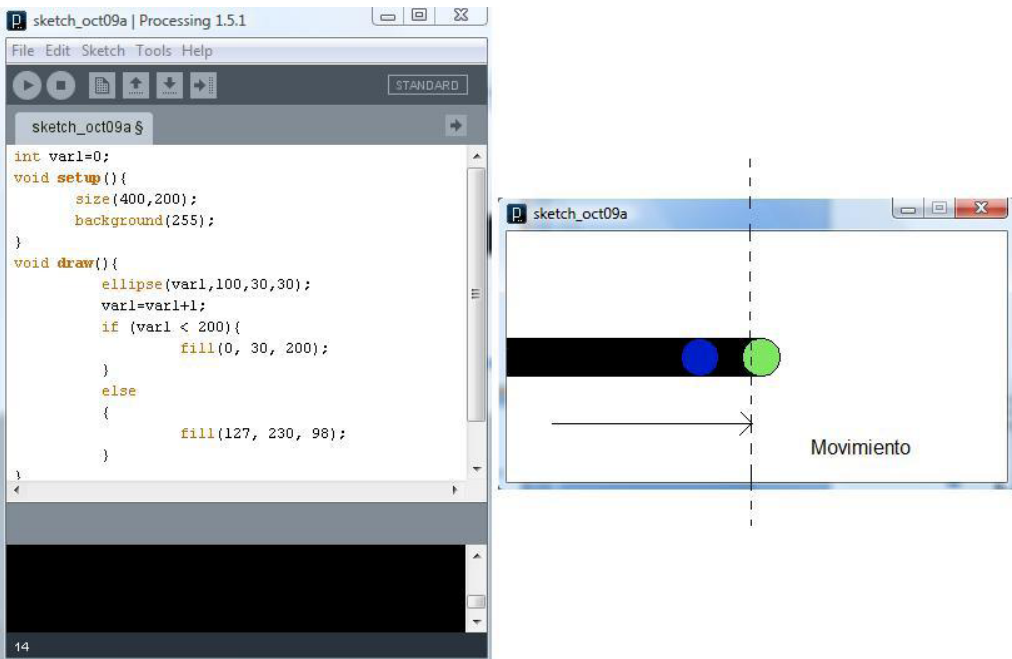 sketch_oct09a | Processing 1.5.1
File Edit Sketch Tools Help
STANDARD
sketch_oct09a §
int var1=0;
void setup(){
size(400,200);
background(255);
}
void draw(){
ellipse(var1,100,30,30);
var1=var1+1;
if (var1 < 200){
fill(0, 30, 200);
}
else
{
fill(127, 230, 98);
}
}
14
sketch_oct09a
Movimiento